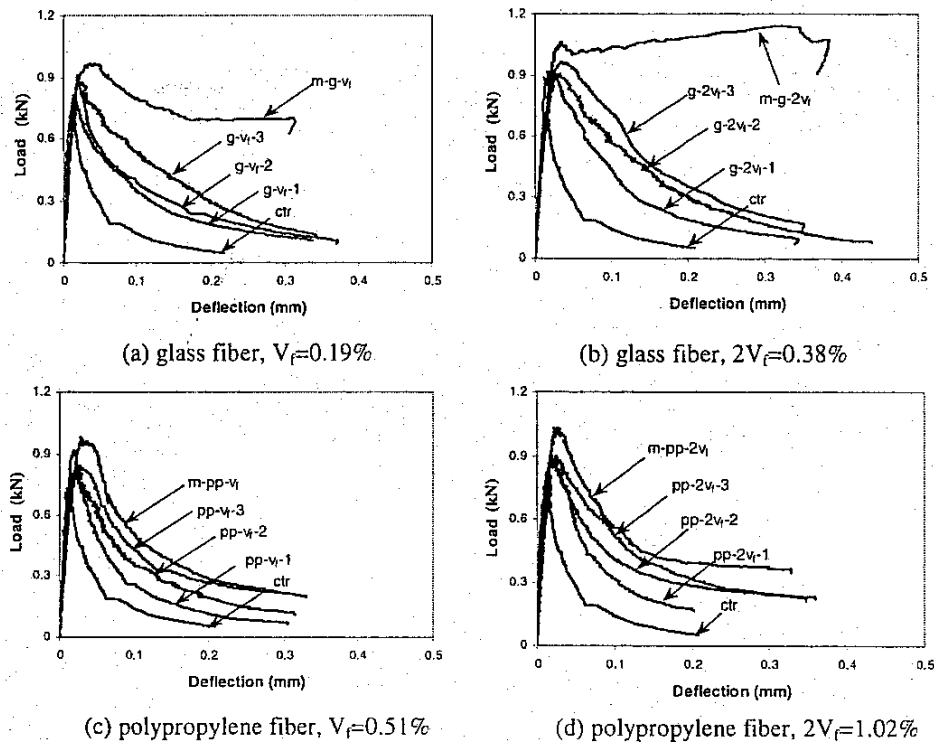 1.2
0.9
0.6
0.3
0
Load (kN)
m-g-vf
g-vf-3
g-vf-2
g-vf-1
ctr
0
0.1
0.2
0.3
0.4
0.5
Deflection (mm)
(a) glass fiber, Vf=0.19%
1.2
0.9
0.6
0.3
0
Load (kN)
m-g-2vf
g-2vf-3
g-2vf-2
g-2vf-1
ctr
0
0.1
0.2
0.3
0.4
0.5
Deflection (mm)
(b) glass fiber, 2Vf=0.38%
1.2
0.9
0.6
0.3
0
Load (kN)
m-pp-vf
pp-vf-3
pp-vf-2
pp-vf-1
ctr
0
0.1
0.2
0.3
0.4
0.5
Deflection (mm)
(c) polypropylene fiber, Vf=0.51%
1.2
0.9
0.6
0.3
0
Load (kN)
m-pp-2vf
pp-2vf-3
pp-2vf-2
pp-2vf-1
ctr
0
0.1
0.2
0.3
0.4
0.5
Deflection (mm)
(d) polypropylene fiber, 2Vf=1.02%